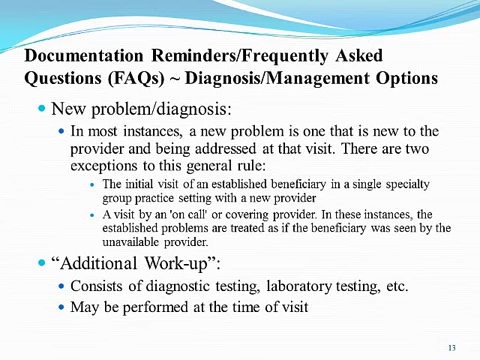 Documentation Reminders/Frequently Asked
Questions (FAQs) ~ Diagnosis/Management Options
• New problem/diagnosis:
• In most instances, a new problem is one that is new to the
provider and being addressed at that visit. There are two
exceptions to this general rule:
• The initial visit of an established beneficiary in a single specialty
group practice setting with a new provider
• A visit by an 'on call' or covering provider. In these instances, the
established problems are treated as if the beneficiary was seen by the
unavailable provider.
• “Additional Work-up”:
• Consists of diagnostic testing, laboratory testing, etc.
• May be performed at the time of visit
13